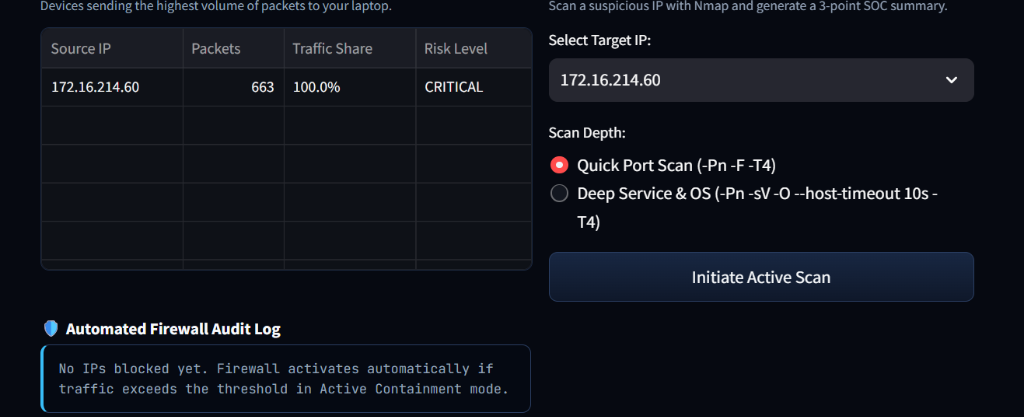 Devices sending the highest volume of packets to your laptop.
Source IP Packets Traffic Share Risk Level
172.16.214.60 663 100.0% CRITICAL
Automated Firewall Audit Log
No IPs blocked yet. Firewall activates automatically if
traffic exceeds the threshold in Active Containment mode.
Scan a suspicious IP with Nmap and generate a 3-point SOC summary.
Select Target IP:
172.16.214.60
Scan Depth:
Quick Port Scan (-Pn -F -T4)
Deep Service & OS (-Pn -sV -O --host-timeout 10s -
T4)
Initiate Active Scan